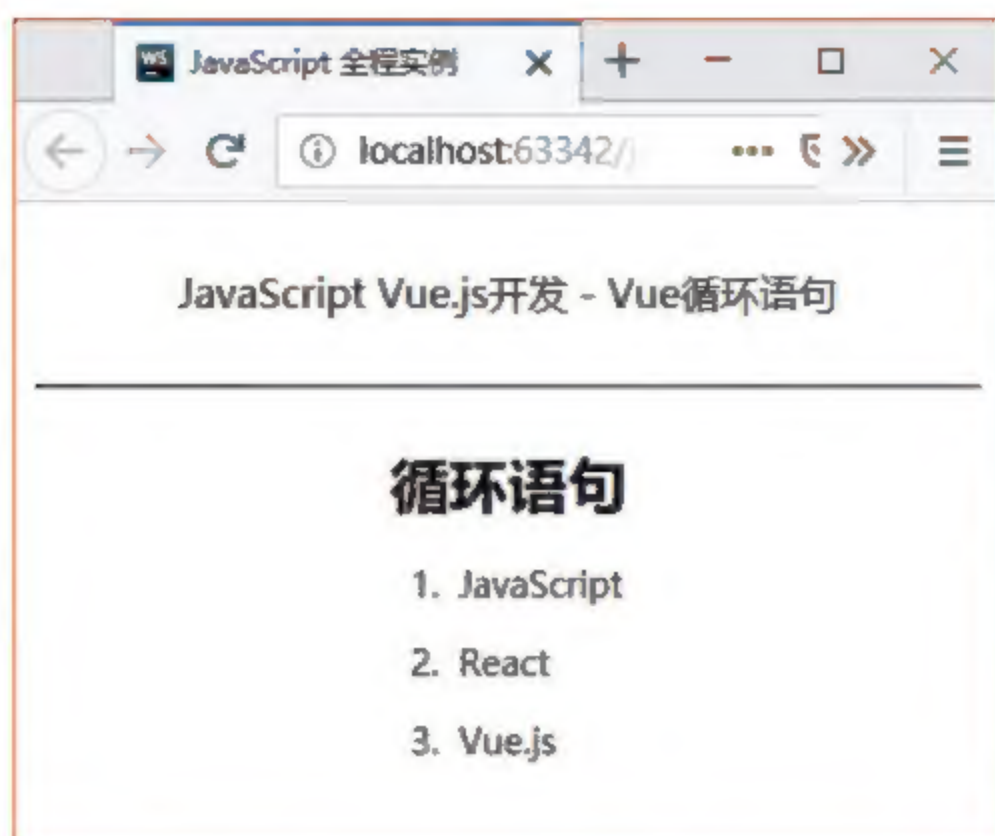 WS JavaScript 全程实例
localhost:63342/j
JavaScript Vue.js开发 - Vue循环语句
循环语句
1. JavaScript
2. React
3. Vue.js